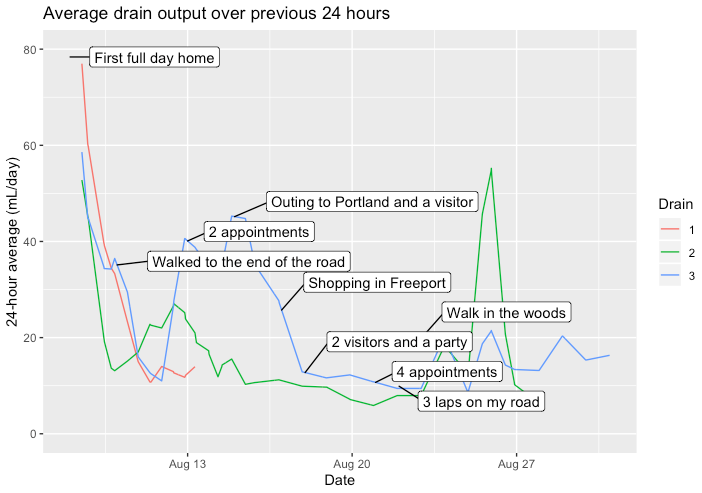 Average drain output over previous 24 hours
80
60
40
20
0
24-hour average (mL/day)
First full day home
Outing to Portland and a visitor
2 appointments
Walked to the end of the road
Shopping in Freeport
Walk in the woods
2 visitors and a party
4 appointments
3 laps on my road
Aug 13
Aug 20
Aug 27
Date
Drain
1
2
3